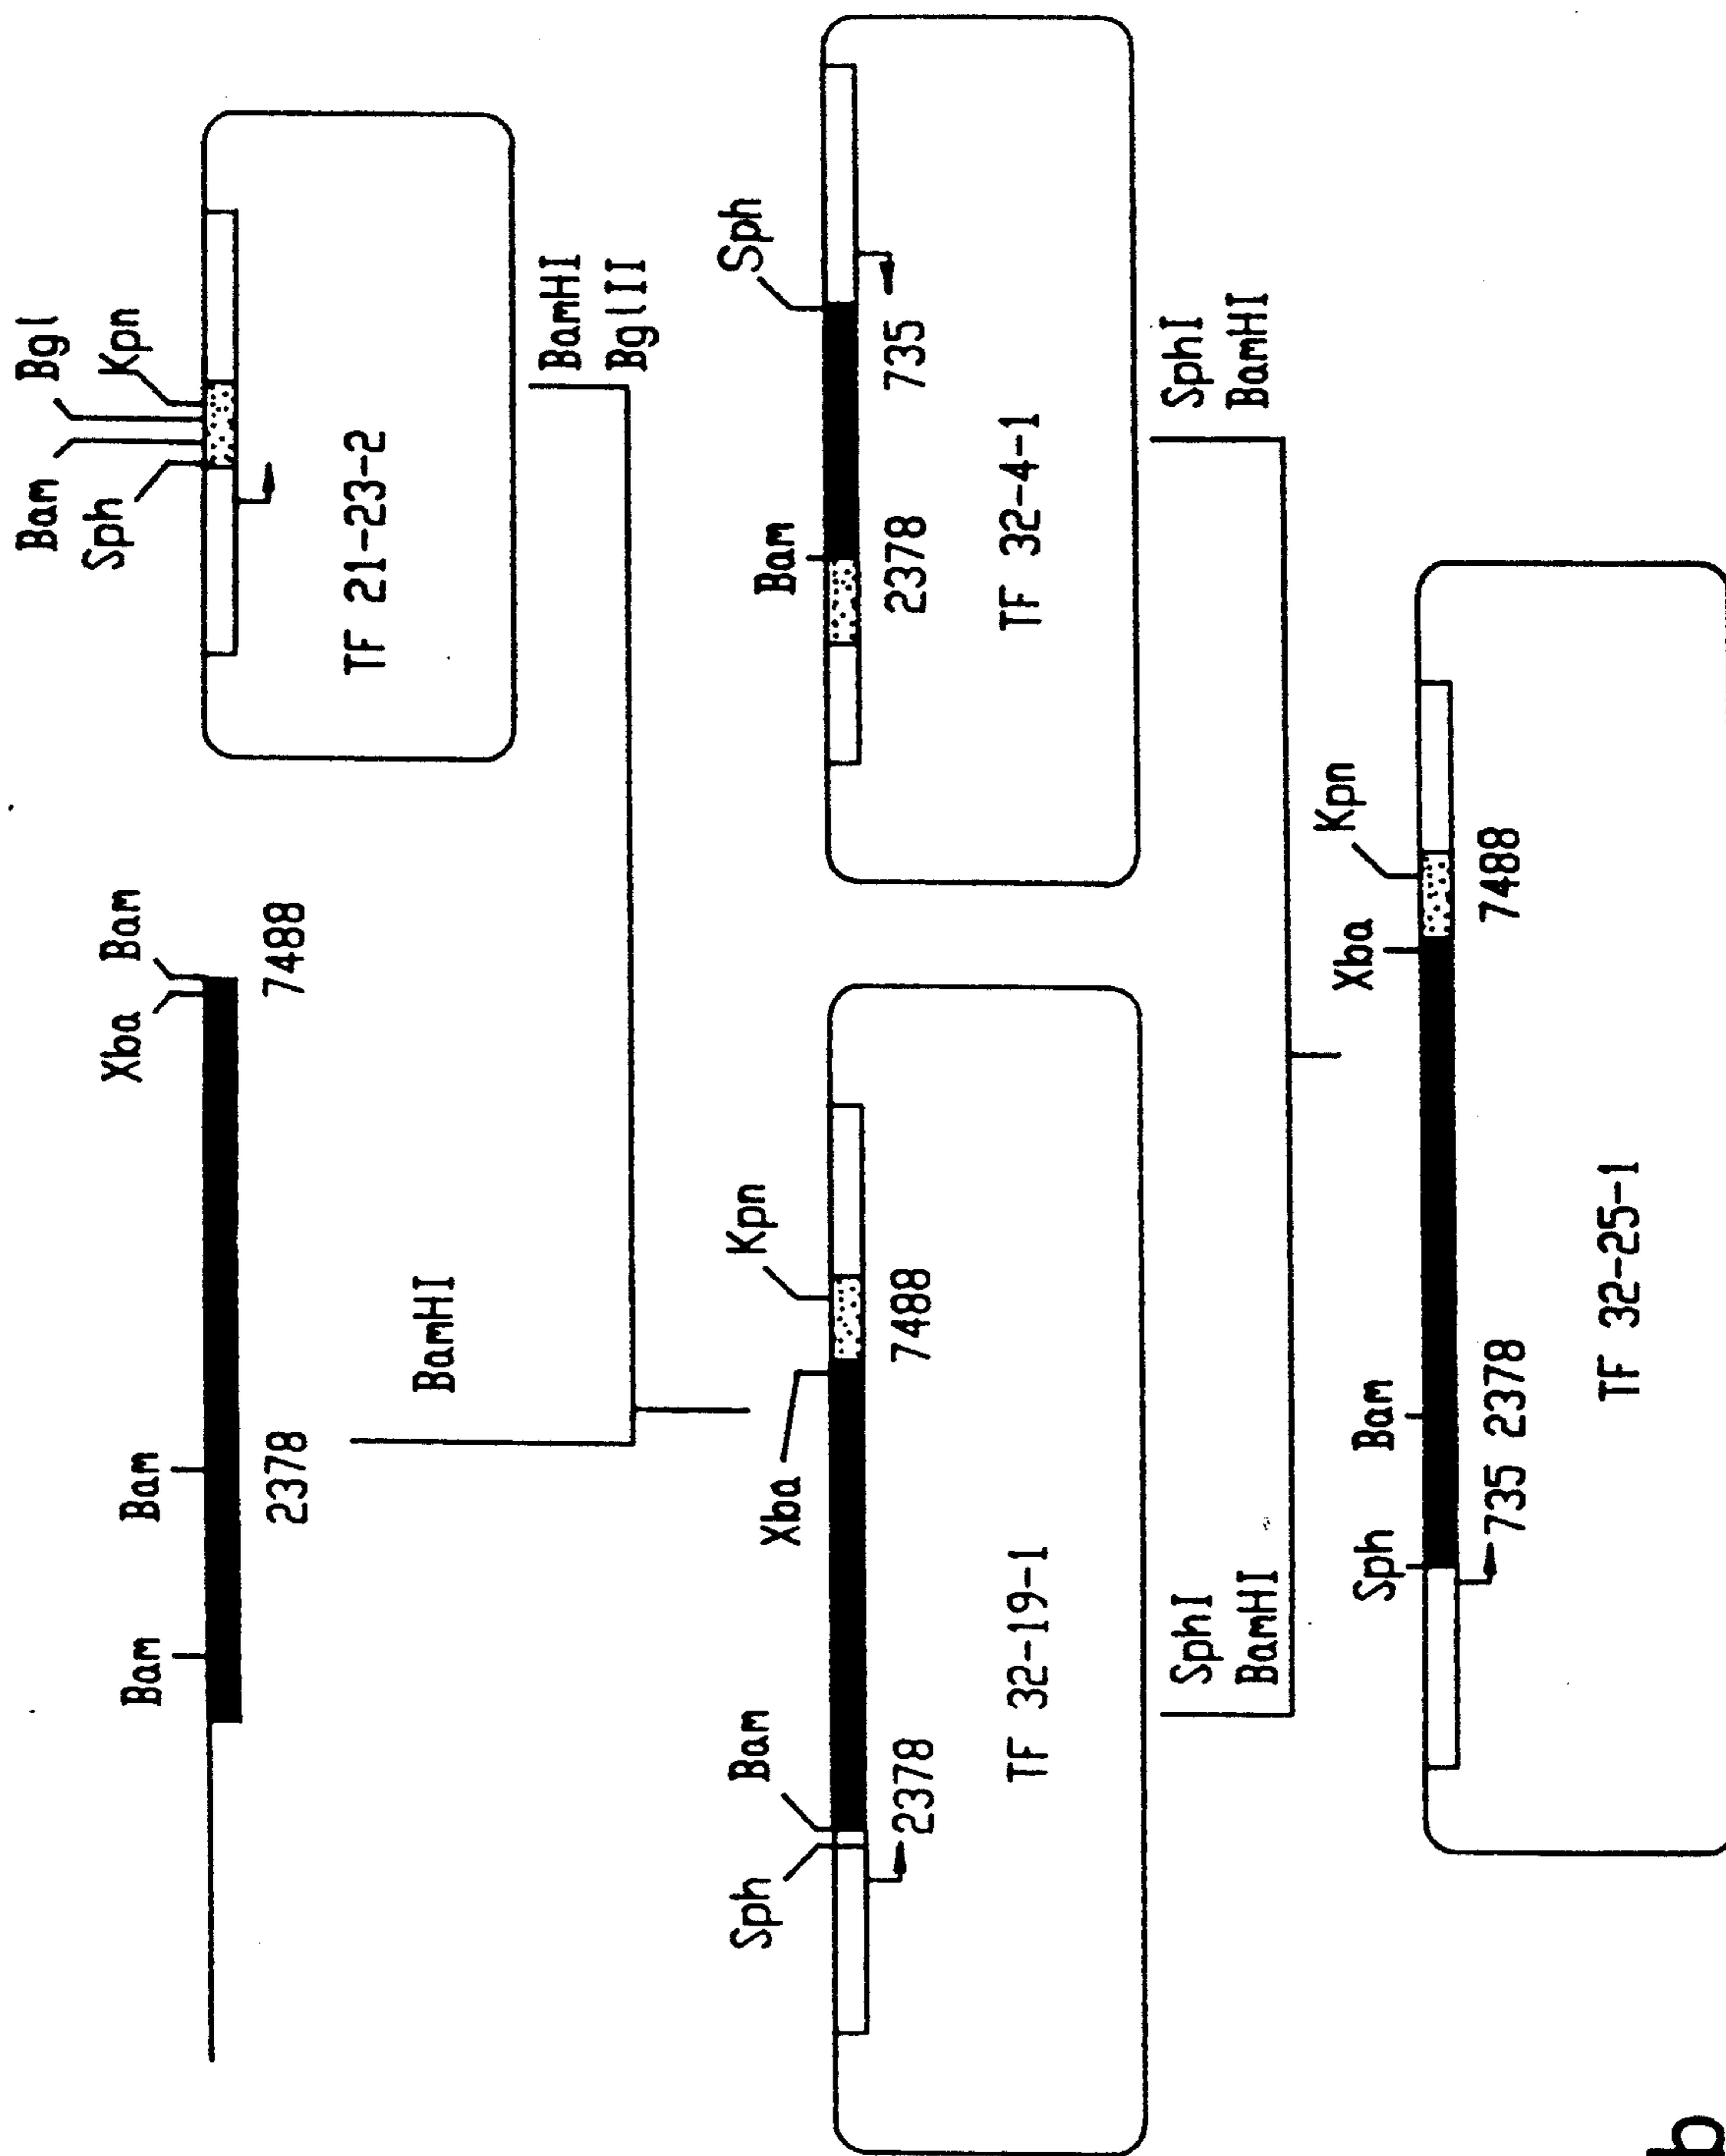 Bam
Bam
Xba
Bam
2378
7488
BamHI
Bam
Bgl
Sph
Kpn
TF 21-23-2
BamHI
BglII
Sph
Bam
Xba
Kpn
2378
7488
TF 32-19-1
SphI
BamHI
Bam
Sph
2378
735
TF 32-4-1
SphI
BamHI
Sph
Bam
Xba
Kpn
735 2378
7488
TF 32-25-1
b